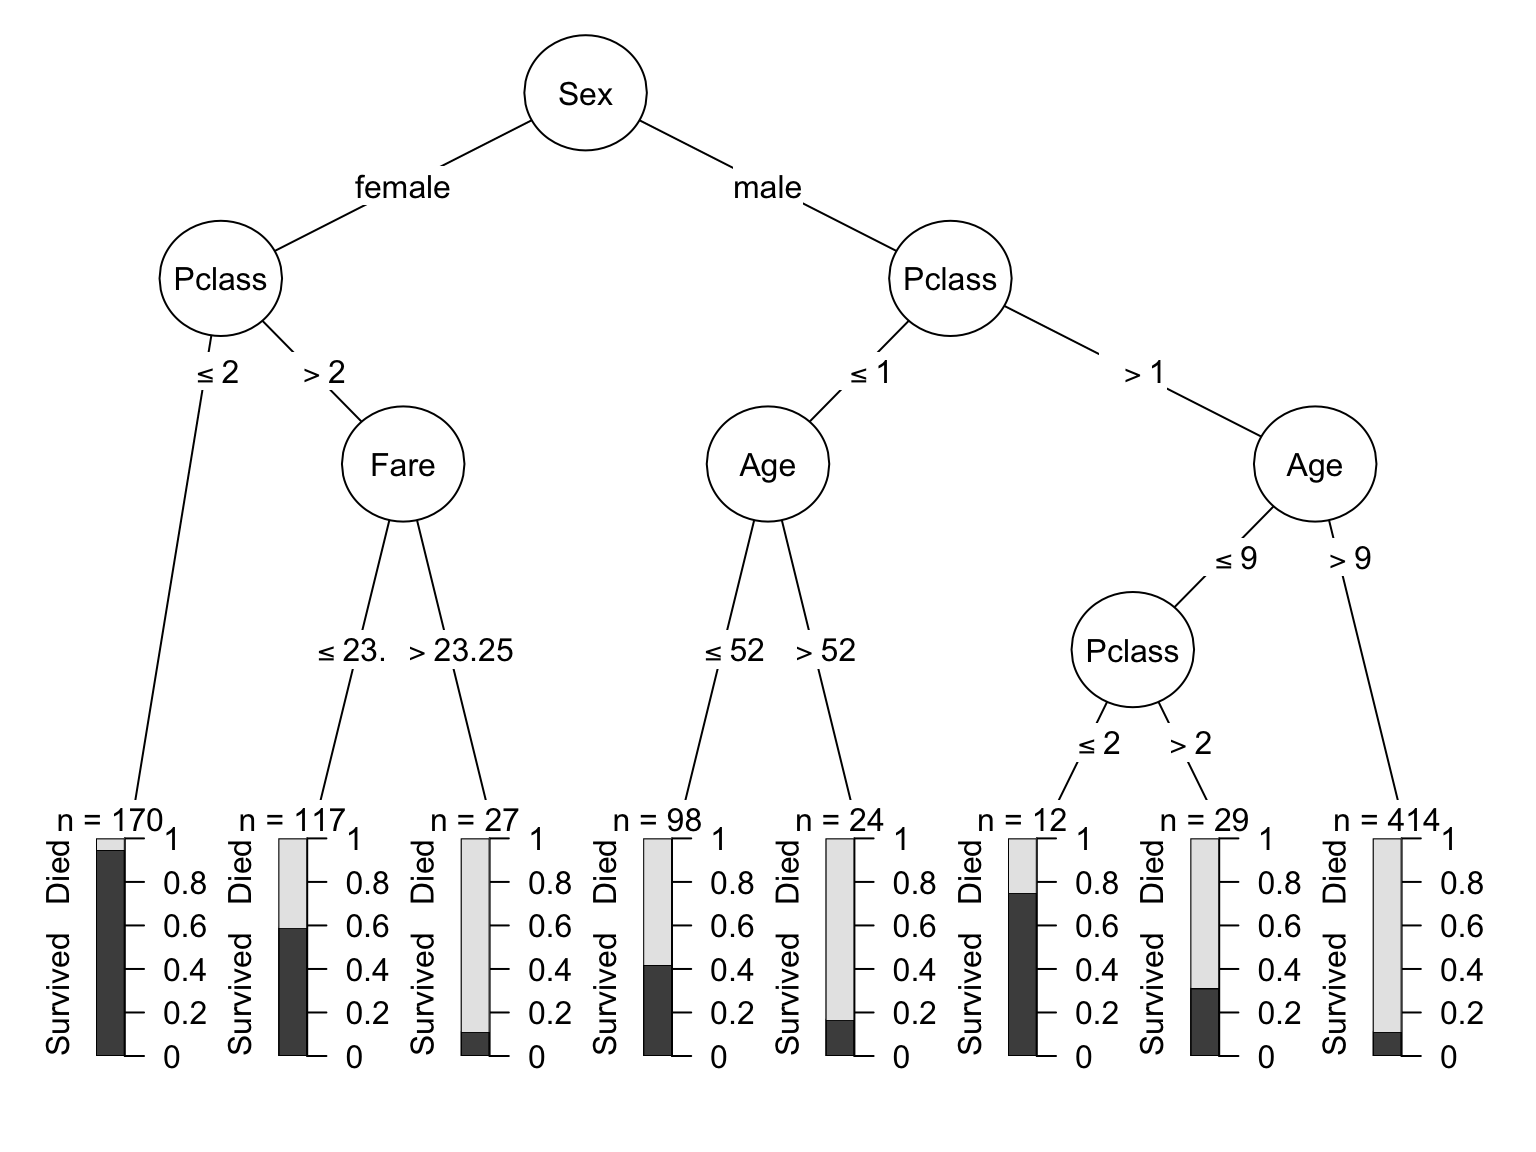 Sex
female male
Pclass Pclass
≤ 2 > 2 ≤ 1 > 1
Fare Age Age
≤ 9 > 9
≤ 23. > 23.25 ≤ 52 > 52 Pclass
≤ 2 > 2
n = 170 n = 117 n = 27 n = 98 n = 24 n = 12 n = 29 n = 414
Survived Died 1 0.8 0.6 0.4 0.2 0
Survived Died 1 0.8 0.6 0.4 0.2 0
Survived Died 1 0.8 0.6 0.4 0.2 0
Survived Died 1 0.8 0.6 0.4 0.2 0
Survived Died 1 0.8 0.6 0.4 0.2 0
Survived Died 1 0.8 0.6 0.4 0.2 0
Survived Died 1 0.8 0.6 0.4 0.2 0
Survived Died 1 0.8 0.6 0.4 0.2 0